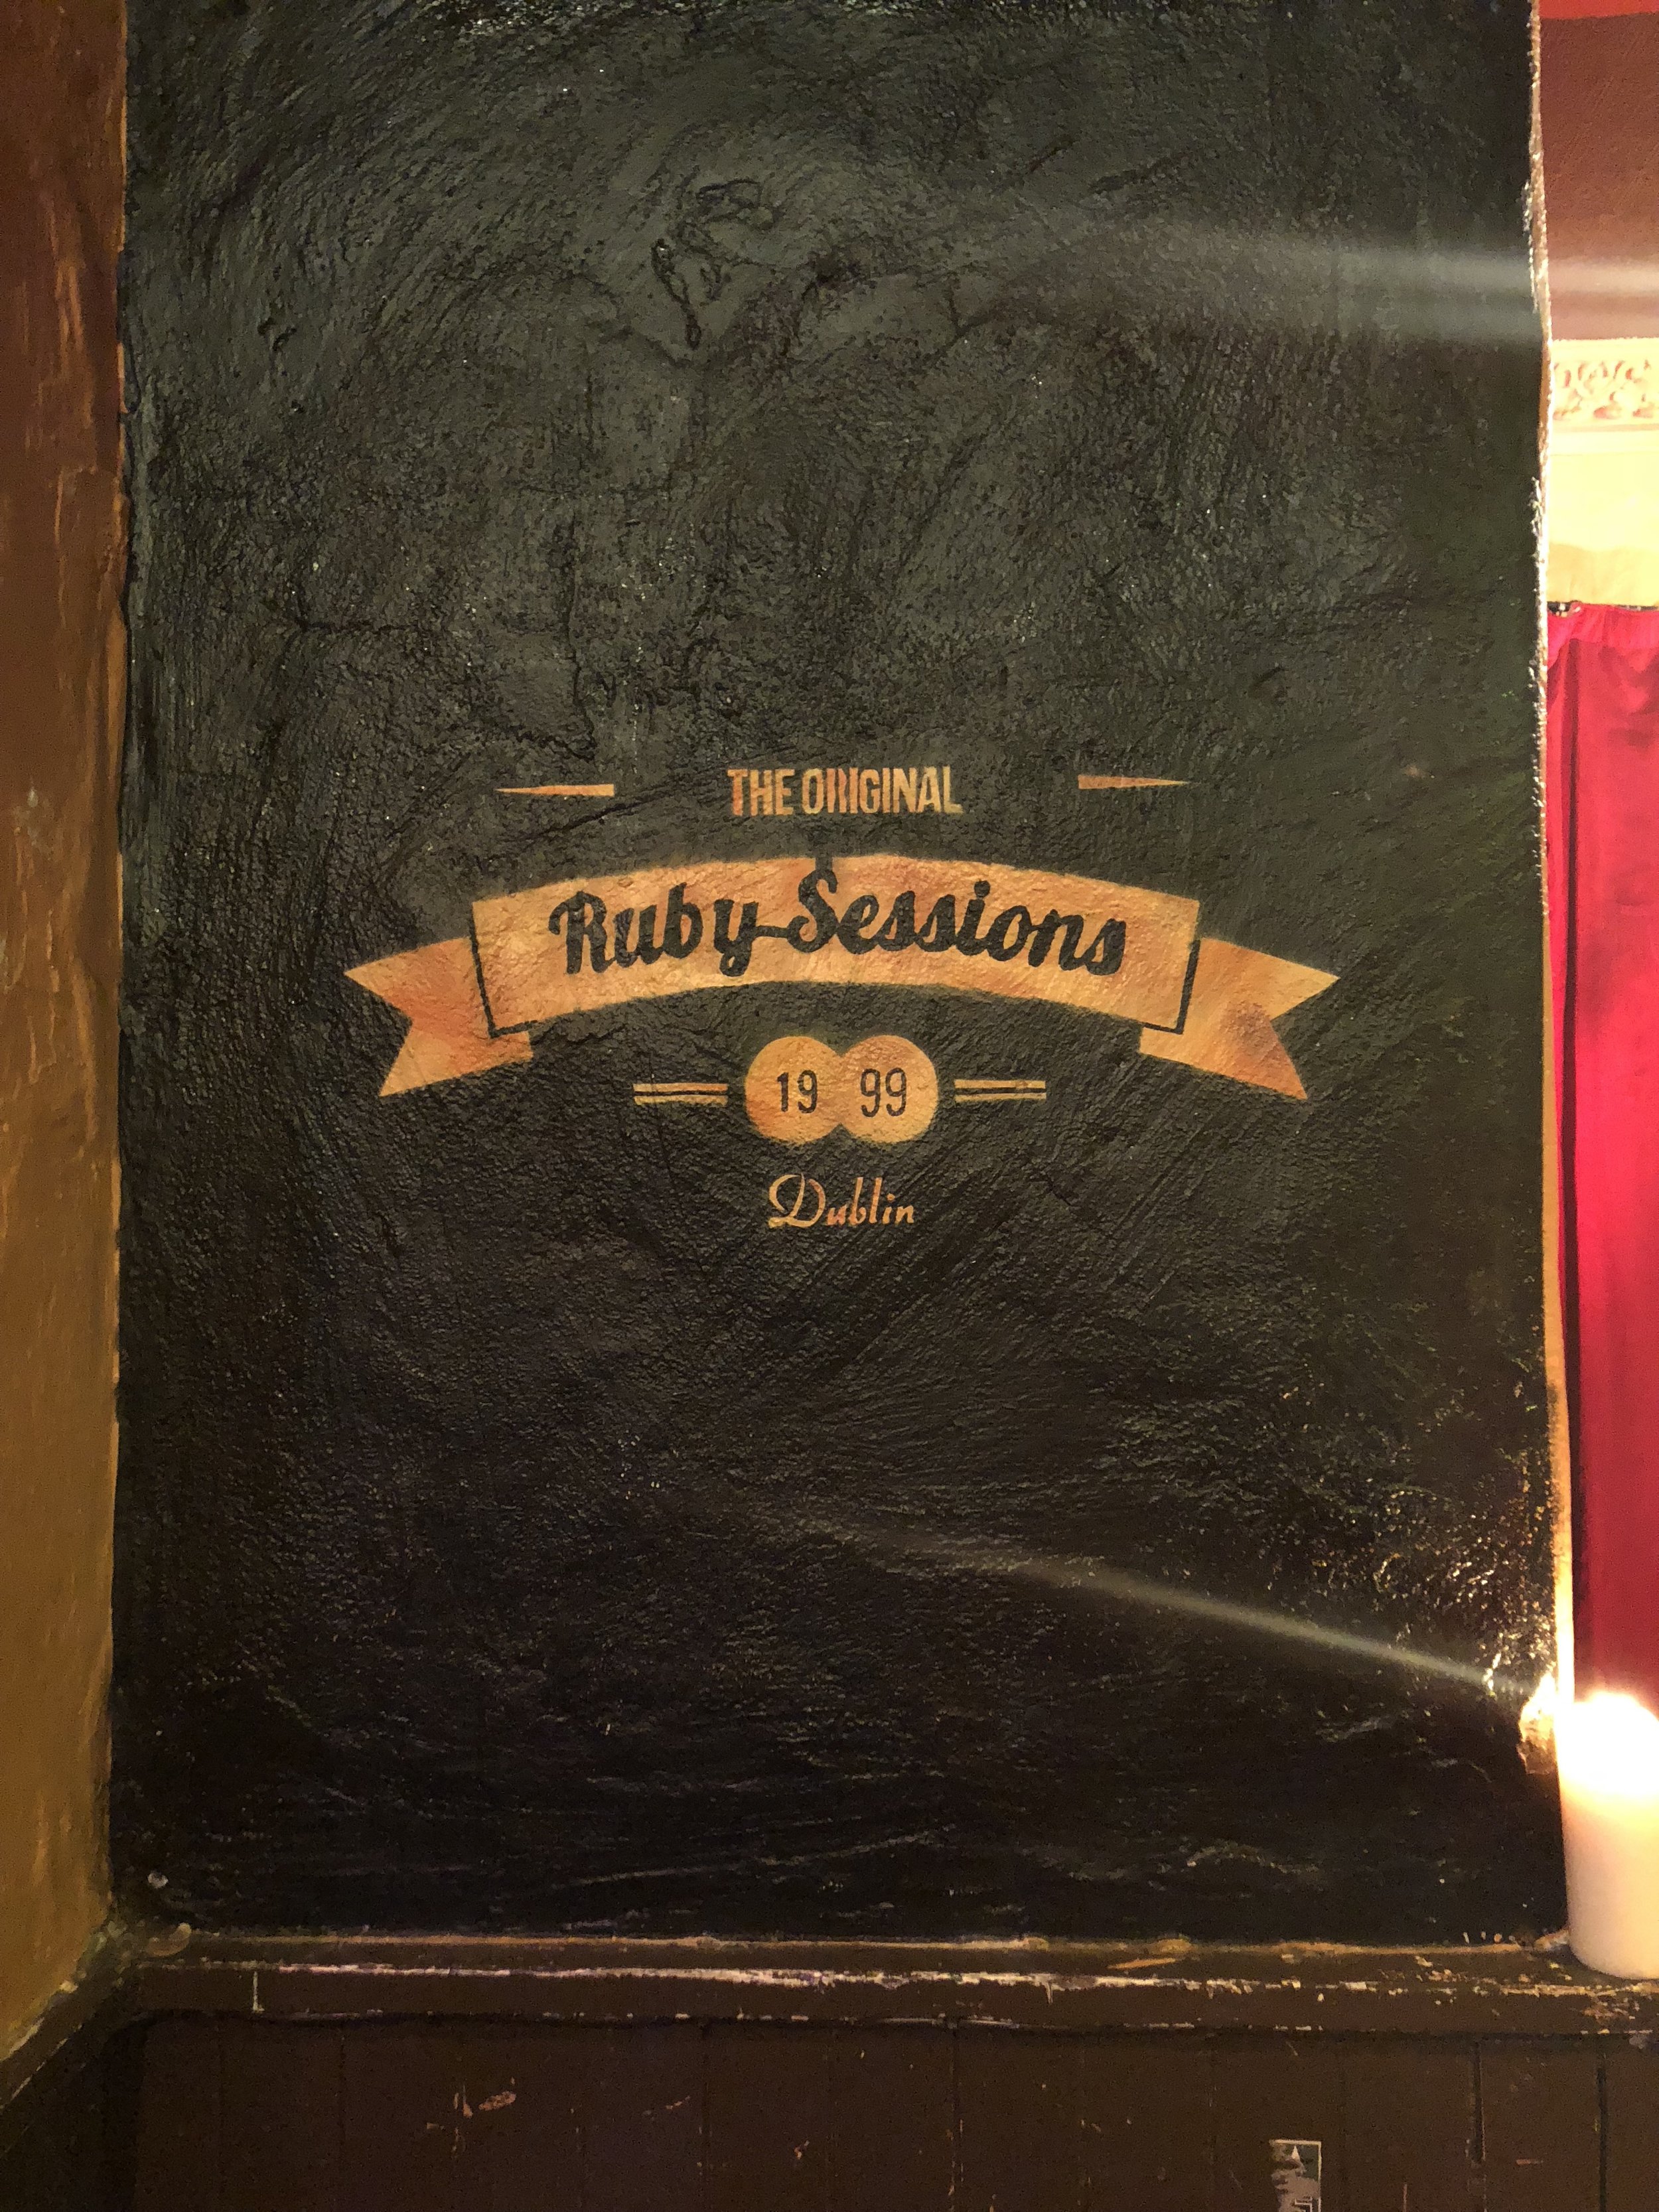 THE ORIGINAL
Ruby Sessions
19 99
Dublin